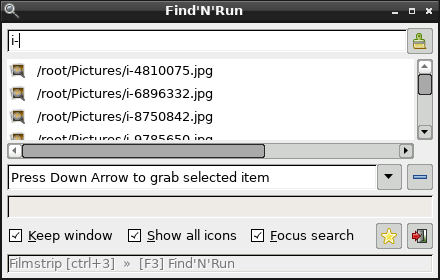 Find'N'Run
i-
/root/Pictures/i-4810075.jpg
/root/Pictures/i-6896332.jpg
/root/Pictures/i-8750842.jpg
/root/Pictures/i-9785650.jpg
Press Down Arrow to grab selected item
Keep window Show all icons Focus search
Filmstrip [ctrl+3] » [F3] Find'N'Run